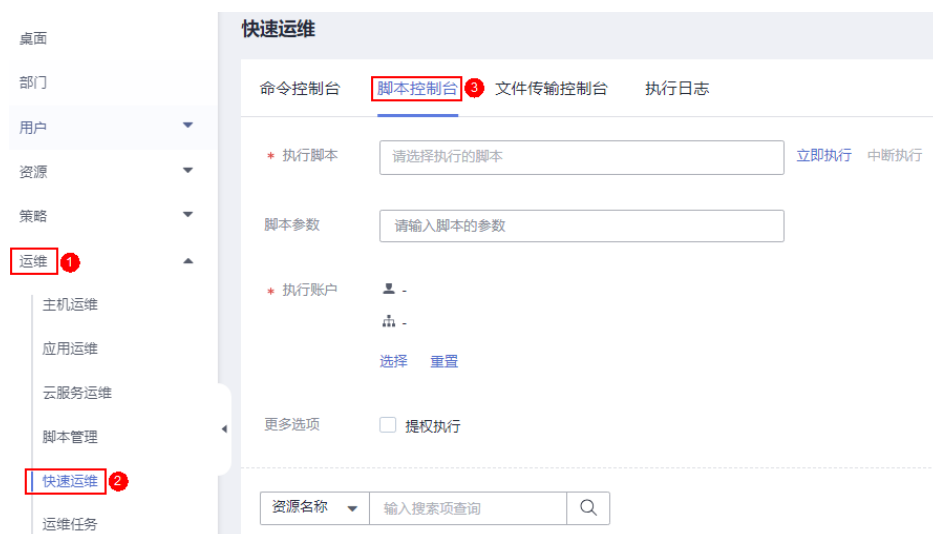 桌面
部门
用户
资源
策略
运维 1
主机运维
应用运维
云服务运维
脚本管理
快速运维 2
运维任务
快速运维
命令控制台 脚本控制台 3 文件传输控制台 执行日志
* 执行脚本 请选择执行的脚本 立即执行 中断执行
脚本参数 请输入脚本的参数
* 执行账户 -
-
选择 重置
更多选项 提权执行
资源名称 输入搜索项查询